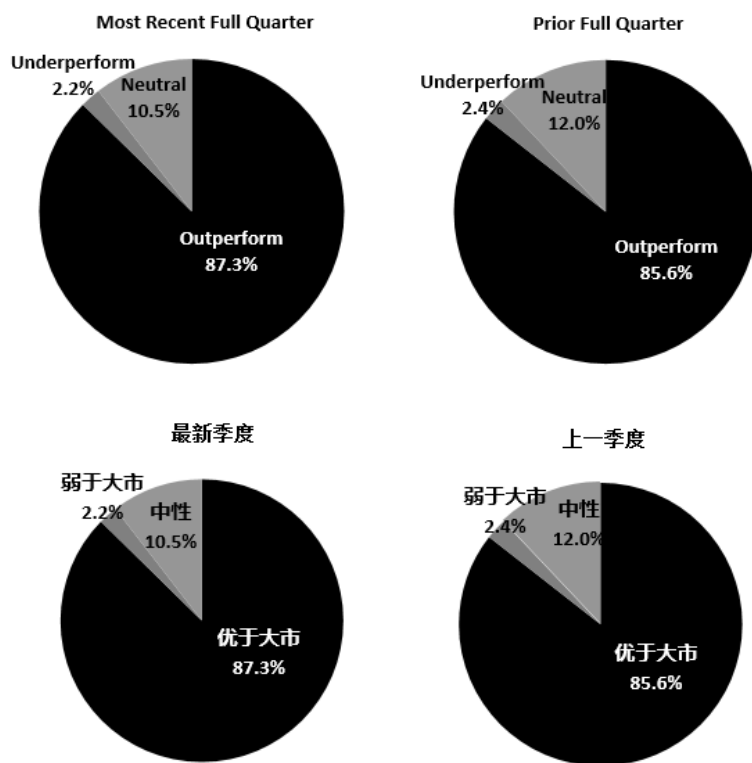 Most Recent Full Quarter
Underperform
2.2%
Neutral
10.5%
Outperform
87.3%
Prior Full Quarter
Underperform
2.4%
Neutral
12.0%
Outperform
85.6%
最新季度
弱于大市
2.2%
中性
10.5%
优于大市
87.3%
上一季度
弱于大市
2.4%
中性
12.0%
优于大市
85.6%